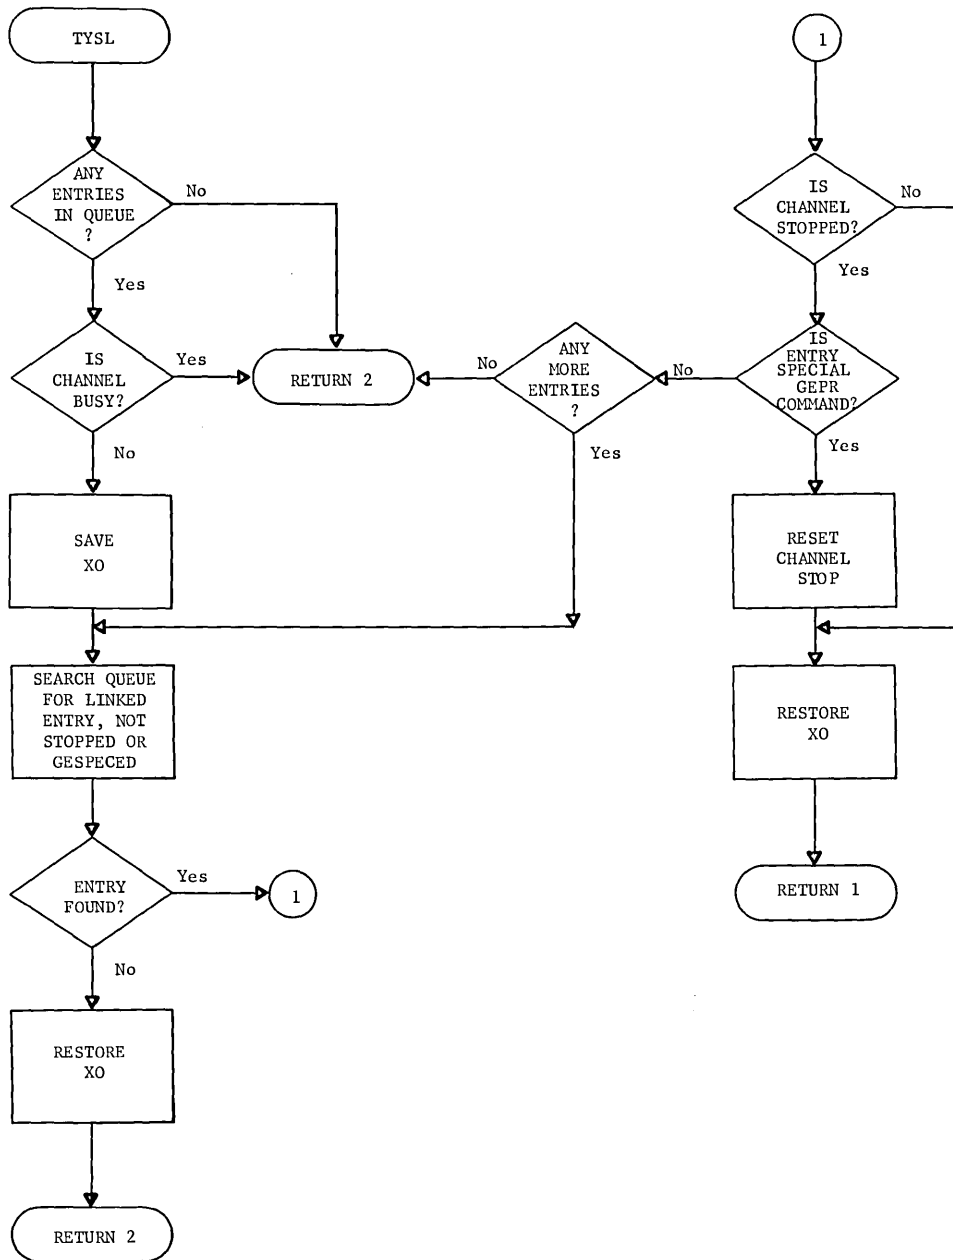 TYSL
ANY
ENTRIES
IN QUEUE
?
No
Yes
IS
CHANNEL
BUSY?
Yes
RETURN 2
No
SAVE
XO
SEARCH QUEUE
FOR LINKED
ENTRY, NOT
STOPPED OR
GESPECED
ENTRY
FOUND?
Yes
1
No
RESTORE
XO
RETURN 2
ANY
MORE
ENTRIES
?
No
Yes
1
IS
CHANNEL
STOPPED?
No
Yes
IS
ENTRY
SPECIAL
GEPR
COMMAND?
No
Yes
RESET
CHANNEL
STOP
RESTORE
XO
RETURN 1